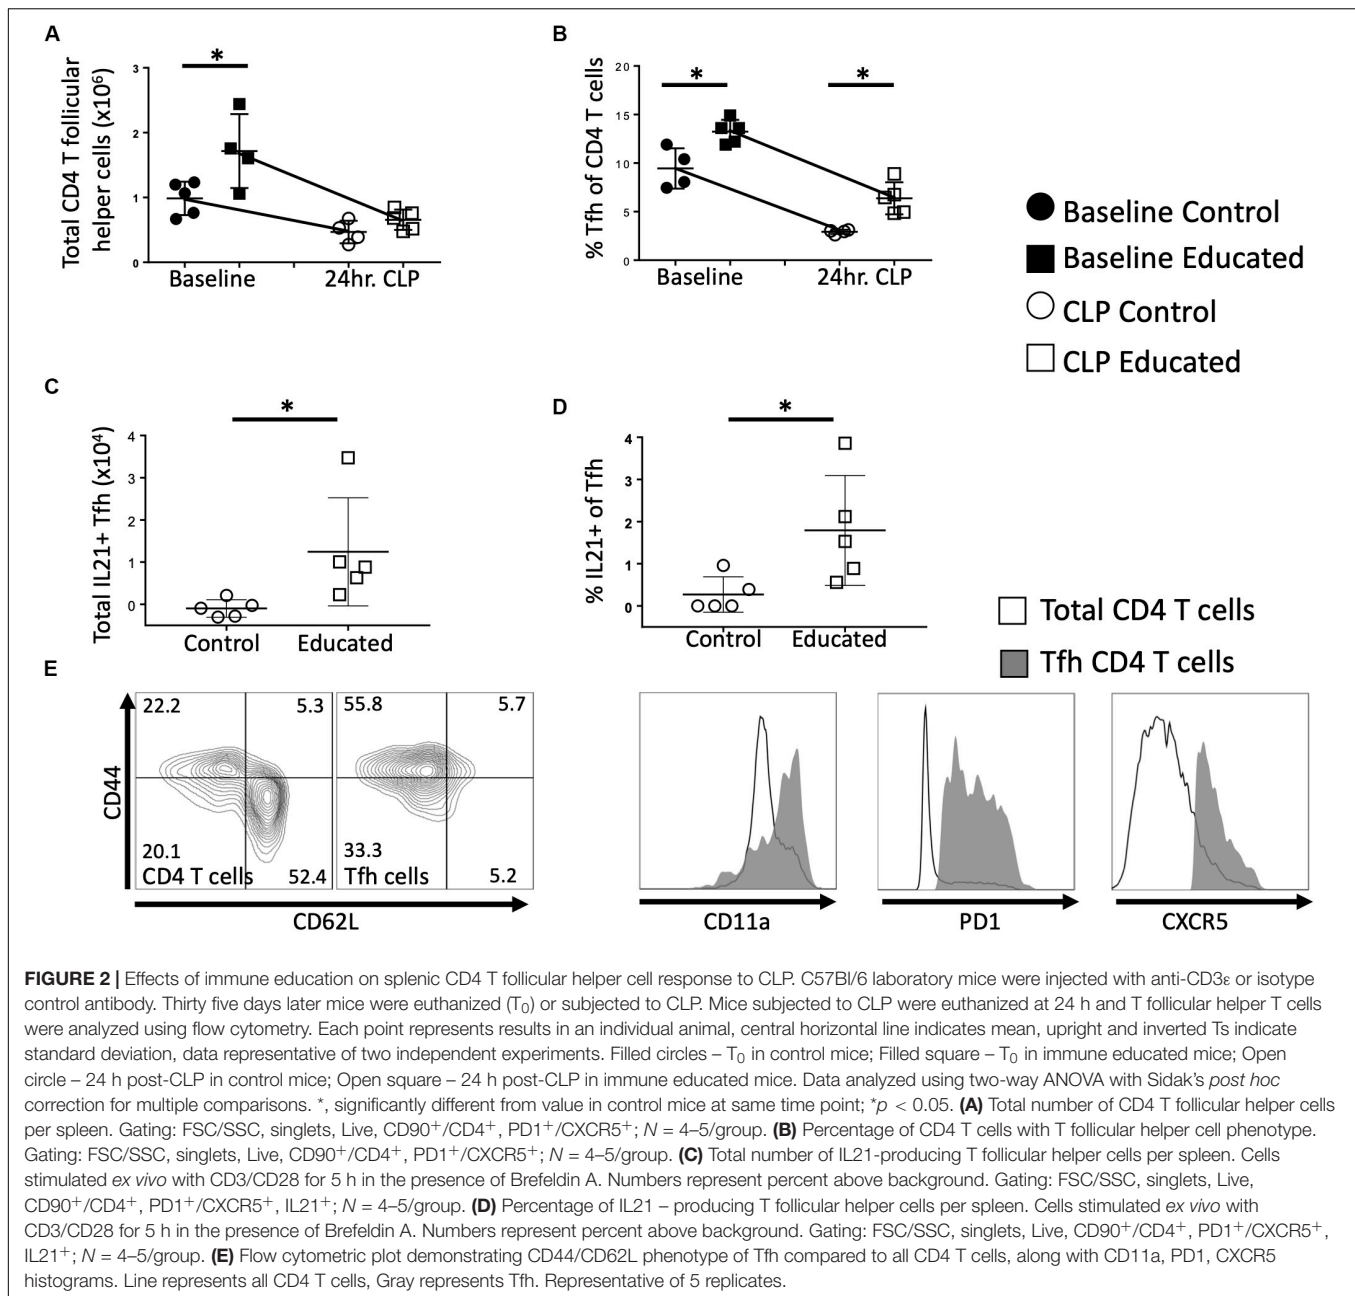 A
B
*
Total CD4 T follicular
helper cells (x10⁶)
3
2
1
0
Baseline
24hr. CLP
*
*
% Tfh of CD4 T cells
20
15
10
5
0
Baseline
24hr. CLP
Baseline Control
Baseline Educated
CLP Control
CLP Educated
C
D
*
Total IL21+ Tfh (x10⁴)
4
3
2
1
0
Control
Educated
*
% IL21+ of Tfh
4
3
2
1
0
Control
Educated
Total CD4 T cells
Tfh CD4 T cells
E
CD44
22.2
5.3
20.1
CD4 T cells
52.4
55.8
5.7
33.3
Tfh cells
5.2
CD62L
CD11a
PD1
CXCR5
FIGURE 2 | Effects of immune education on splenic CD4 T follicular helper cell response to CLP. C57Bl/6 laboratory mice were injected with anti-CD3ε or isotype
control antibody. Thirty five days later mice were euthanized (T₀) or subjected to CLP. Mice subjected to CLP were euthanized at 24 h and T follicular helper T cells
were analyzed using flow cytometry. Each point represents results in an individual animal, central horizontal line indicates mean, upright and inverted Ts indicate
standard deviation, data representative of two independent experiments. Filled circles – T₀ in control mice; Filled square – T₀ in immune educated mice; Open
circle – 24 h post-CLP in control mice; Open square – 24 h post-CLP in immune educated mice. Data analyzed using two-way ANOVA with Sidak's post hoc
correction for multiple comparisons. *, significantly different from value in control mice at same time point; *p < 0.05. (A) Total number of CD4 T follicular helper cells
per spleen. Gating: FSC/SSC, singlets, Live, CD90⁺/CD4⁺, PD1⁺/CXCR5⁺; N = 4–5/group. (B) Percentage of CD4 T cells with T follicular helper cell phenotype.
Gating: FSC/SSC, singlets, Live, CD90⁺/CD4⁺, PD1⁺/CXCR5⁺; N = 4–5/group. (C) Total number of IL21-producing T follicular helper cells per spleen. Cells
stimulated ex vivo with CD3/CD28 for 5 h in the presence of Brefeldin A. Numbers represent percent above background. Gating: FSC/SSC, singlets, Live,
CD90⁺/CD4⁺, PD1⁺/CXCR5⁺, IL21⁺; N = 4–5/group. (D) Percentage of IL21 – producing T follicular helper cells per spleen. Cells stimulated ex vivo with
CD3/CD28 for 5 h in the presence of Brefeldin A. Numbers represent percent above background. Gating: FSC/SSC, singlets, Live, CD90⁺/CD4⁺, PD1⁺/CXCR5⁺,
IL21⁺; N = 4–5/group. (E) Flow cytometric plot demonstrating CD44/CD62L phenotype of Tfh compared to all CD4 T cells, along with CD11a, PD1, CXCR5
histograms. Line represents all CD4 T cells, Gray represents Tfh. Representative of 5 replicates.